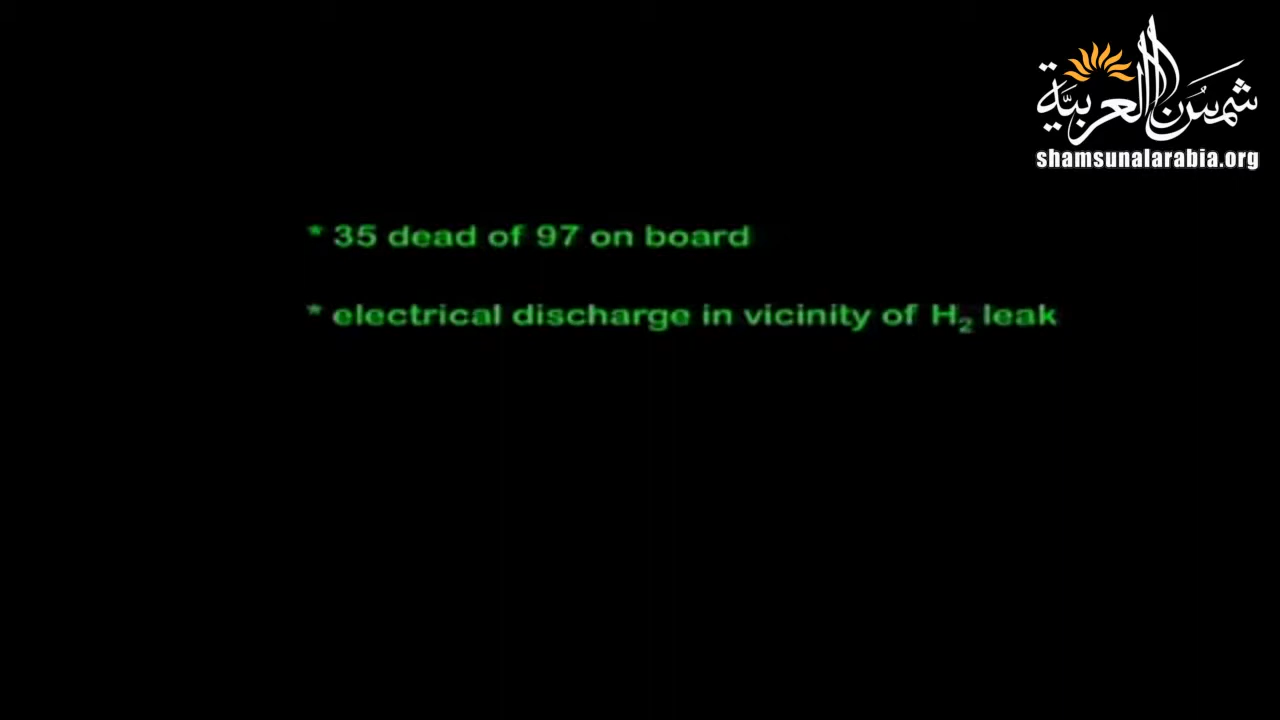 شمس العربية
shamsunalarabia.org
* 35 dead of 97 on board
* electrical discharge in vicinity of H₂ leak